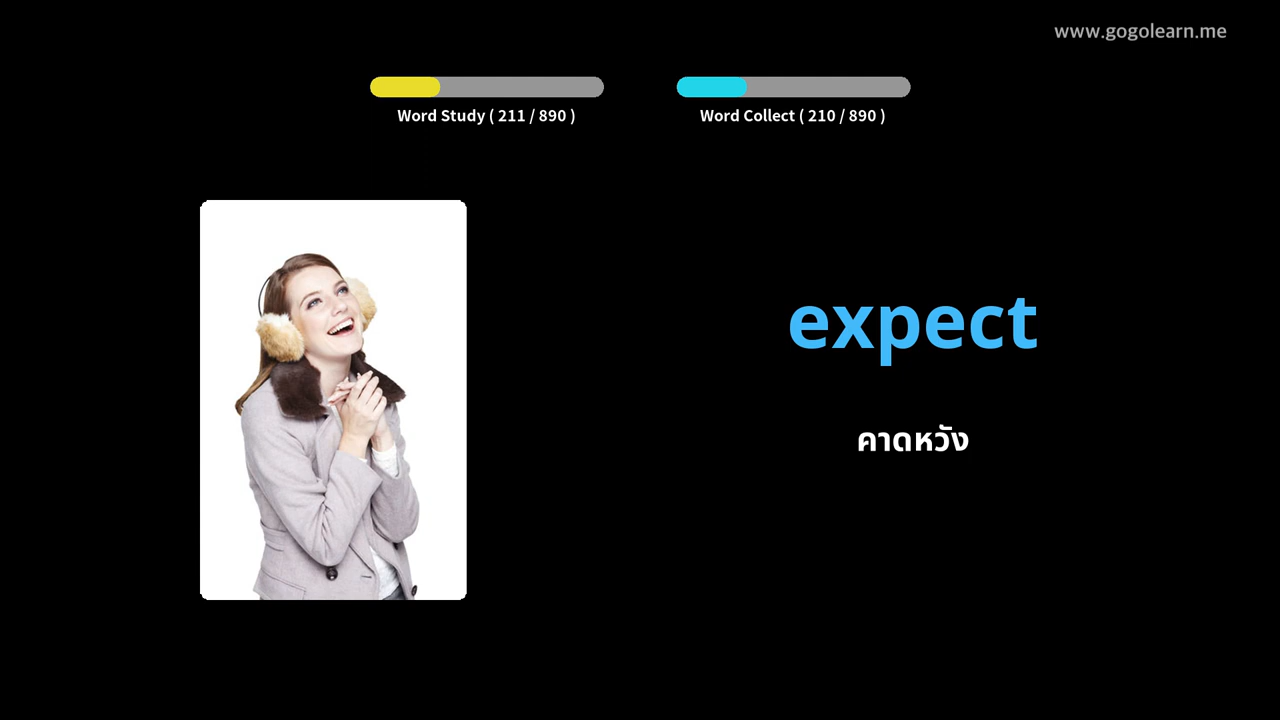 www.gogolearn.me
Word Study ( 211 / 890 )
Word Collect ( 210 / 890 )
expect
คาดหวัง